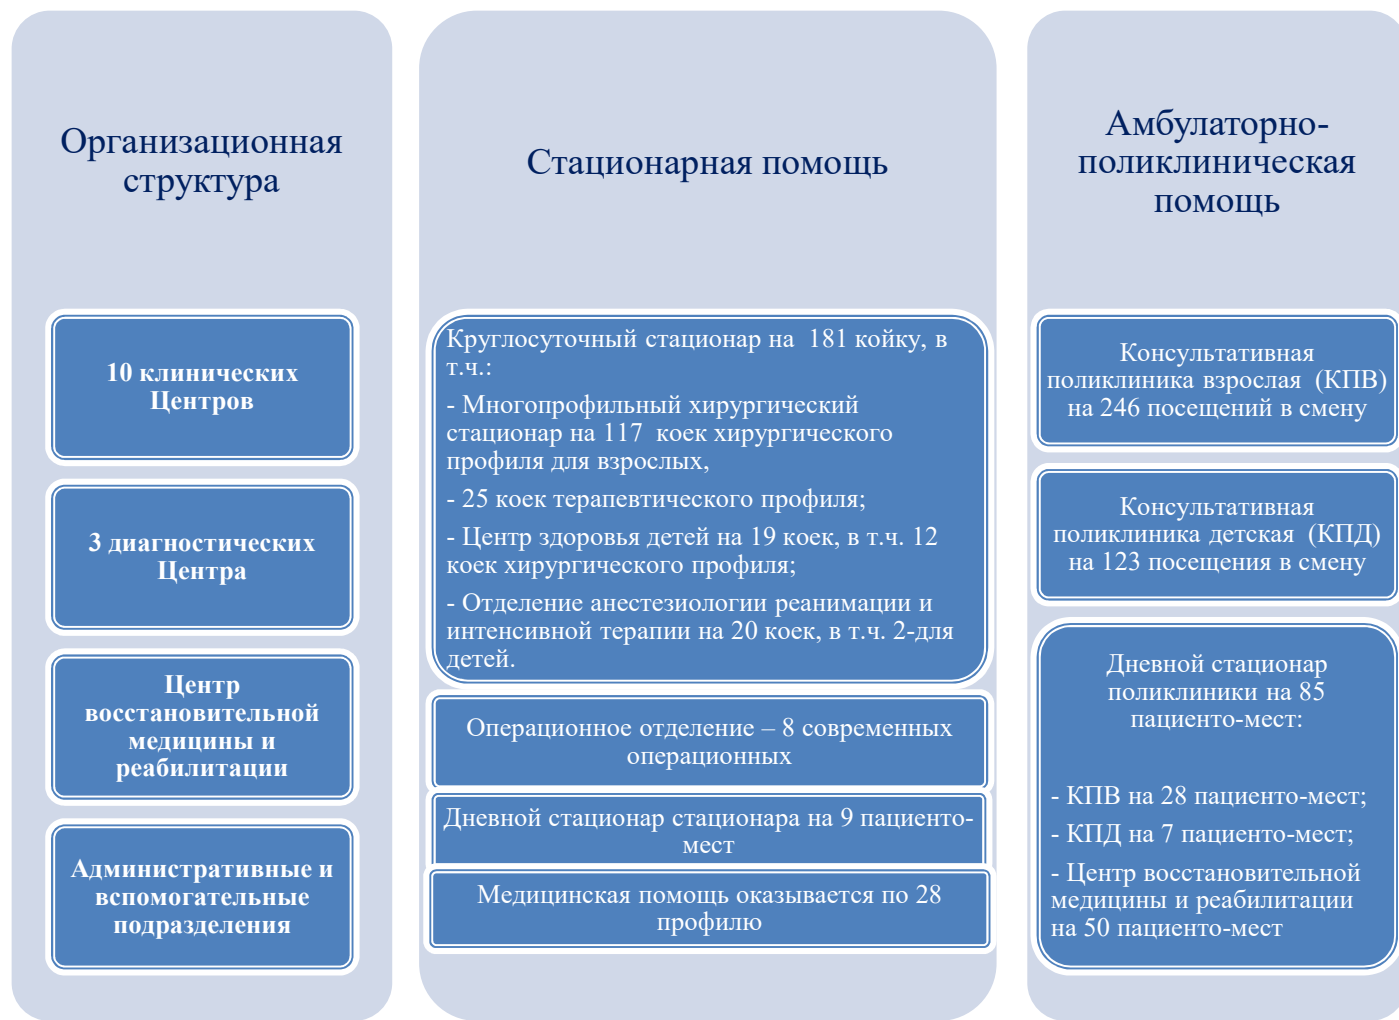 Организационная
структура
10 клинических
Центров
3 диагностических
Центра
Центр
восстановительной
медицины и
реабилитации
Административные и
вспомогательные
подразделения
Стационарная помощь
Круглосуточный стационар на 181 койку, в
т.ч.:
- Многопрофильный хирургический
стационар на 117 коек хирургического
профиля для взрослых,
- 25 коек терапевтического профиля;
- Центр здоровья детей на 19 коек, в т.ч. 12
коек хирургического профиля;
- Отделение анестезиологии реанимации и
интенсивной терапии на 20 коек, в т.ч. 2-для
детей.
Операционное отделение – 8 современных
операционных
Дневной стационар стационара на 9 пациенто-
мест
Медицинская помощь оказывается по 28
профилю
Амбулаторно-
поликлиническая
помощь
Консультативная
поликлиника взрослая (КПВ)
на 246 посещений в смену
Консультативная
поликлиника детская (КПД)
на 123 посещения в смену
Дневной стационар
поликлиники на 85
пациенто-мест:
- КПВ на 28 пациенто-мест;
- КПД на 7 пациенто-мест;
- Центр восстановительной
медицины и реабилитации
на 50 пациенто-мест